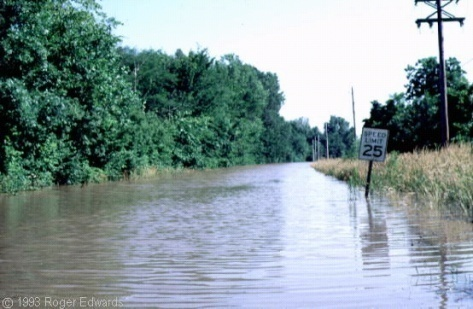 SPEED
LIMIT
25
© 1993 Roger Edwards